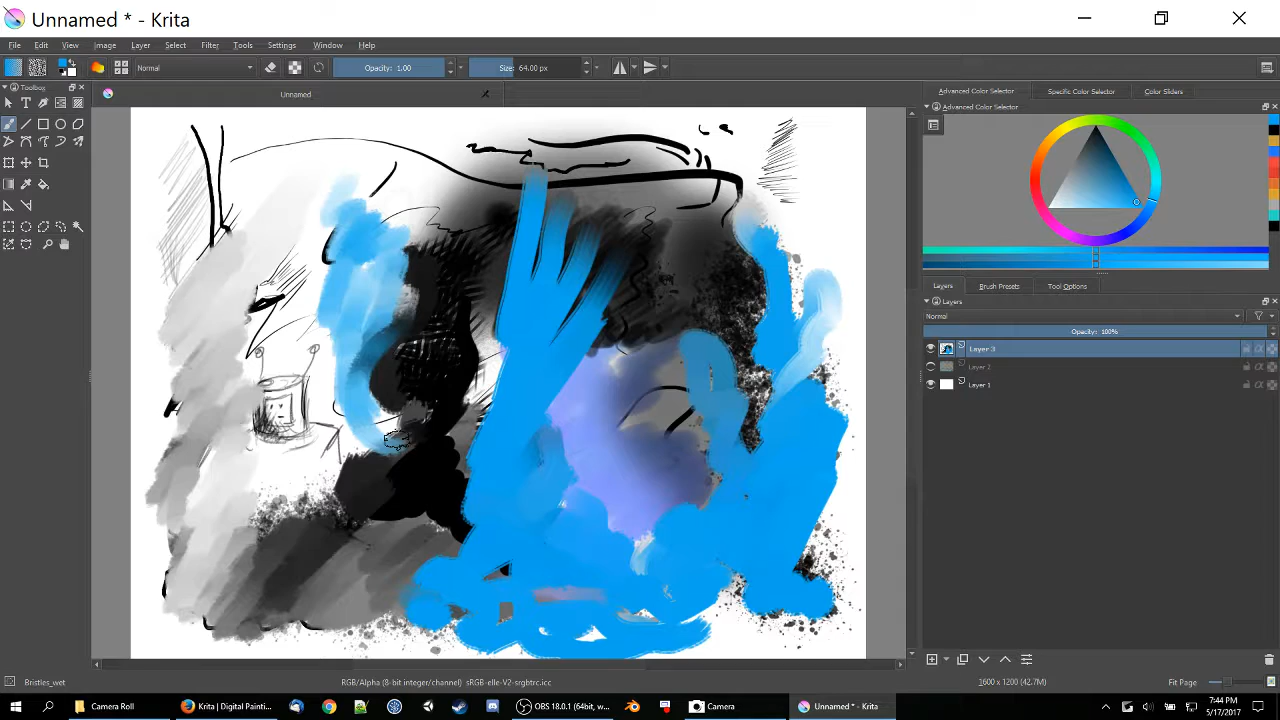 Unnamed * - Krita
File Edit View Image Layer Select Filter Tools Settings Window Help
Normal Opacity: 1.00 Size: 64.00 px
Toolbox Unnamed Advanced Color Selector Specific Color Selector Color Sliders
Advanced Color Selector
Layers Brush Presets Tool Options
Layers
Normal
Opacity: 100%
Layer 3
Layer 2
Layer 1
Bristles_wet RGB/Alpha (8-bit integer/channel) sRGB-elle-V2-srgbtrc.icc 1600 x 1200 (42.7M) Fit Page
Camera Roll Krita | Digital Painti... OBS 18.0.1 (64bit, w... Camera Unnamed * - Krita 7:44 PM
5/17/2017